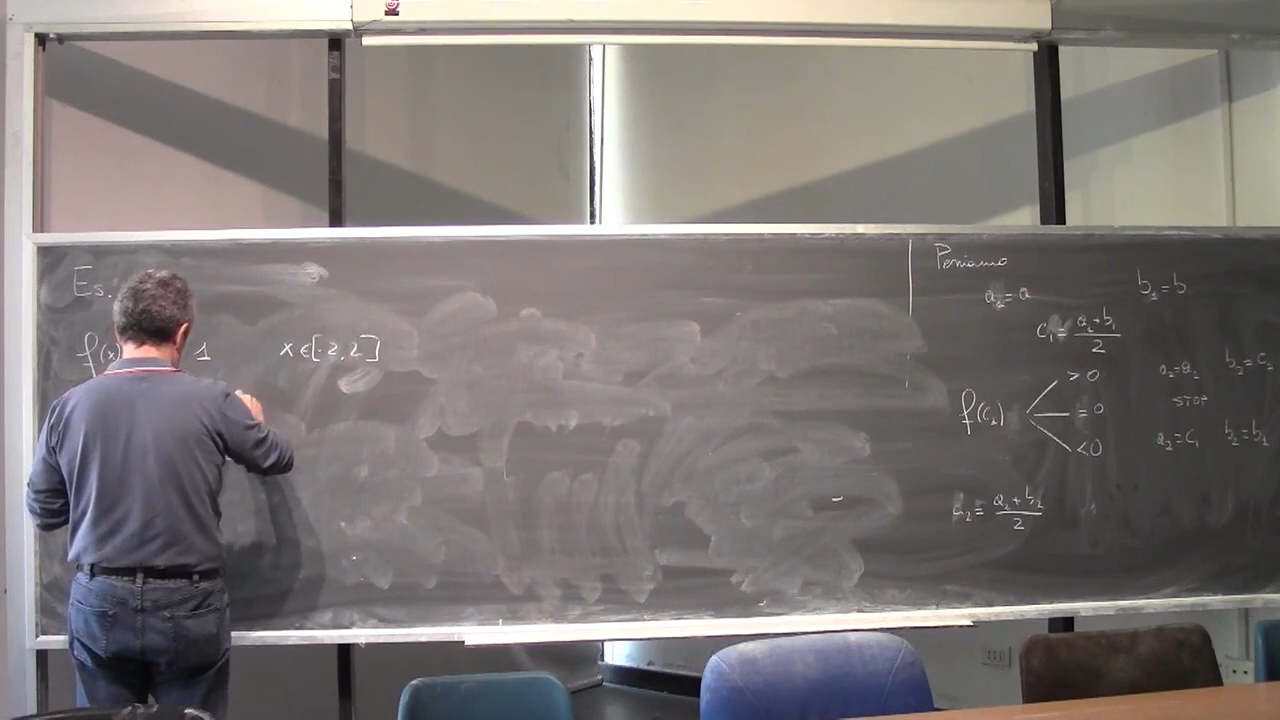 Es.
f(x) 1 x ∈ [-2, 2]
Poniamo
a₁ = a b₁ = b
c₁ = (a₁ + b₁)/2
f(c₁)
> 0 a₂ = a₁ b₂ = c₁
= 0 STOP
< 0 a₂ = c₁ b₂ = b₁
c₂ = (a₂ + b₂)/2